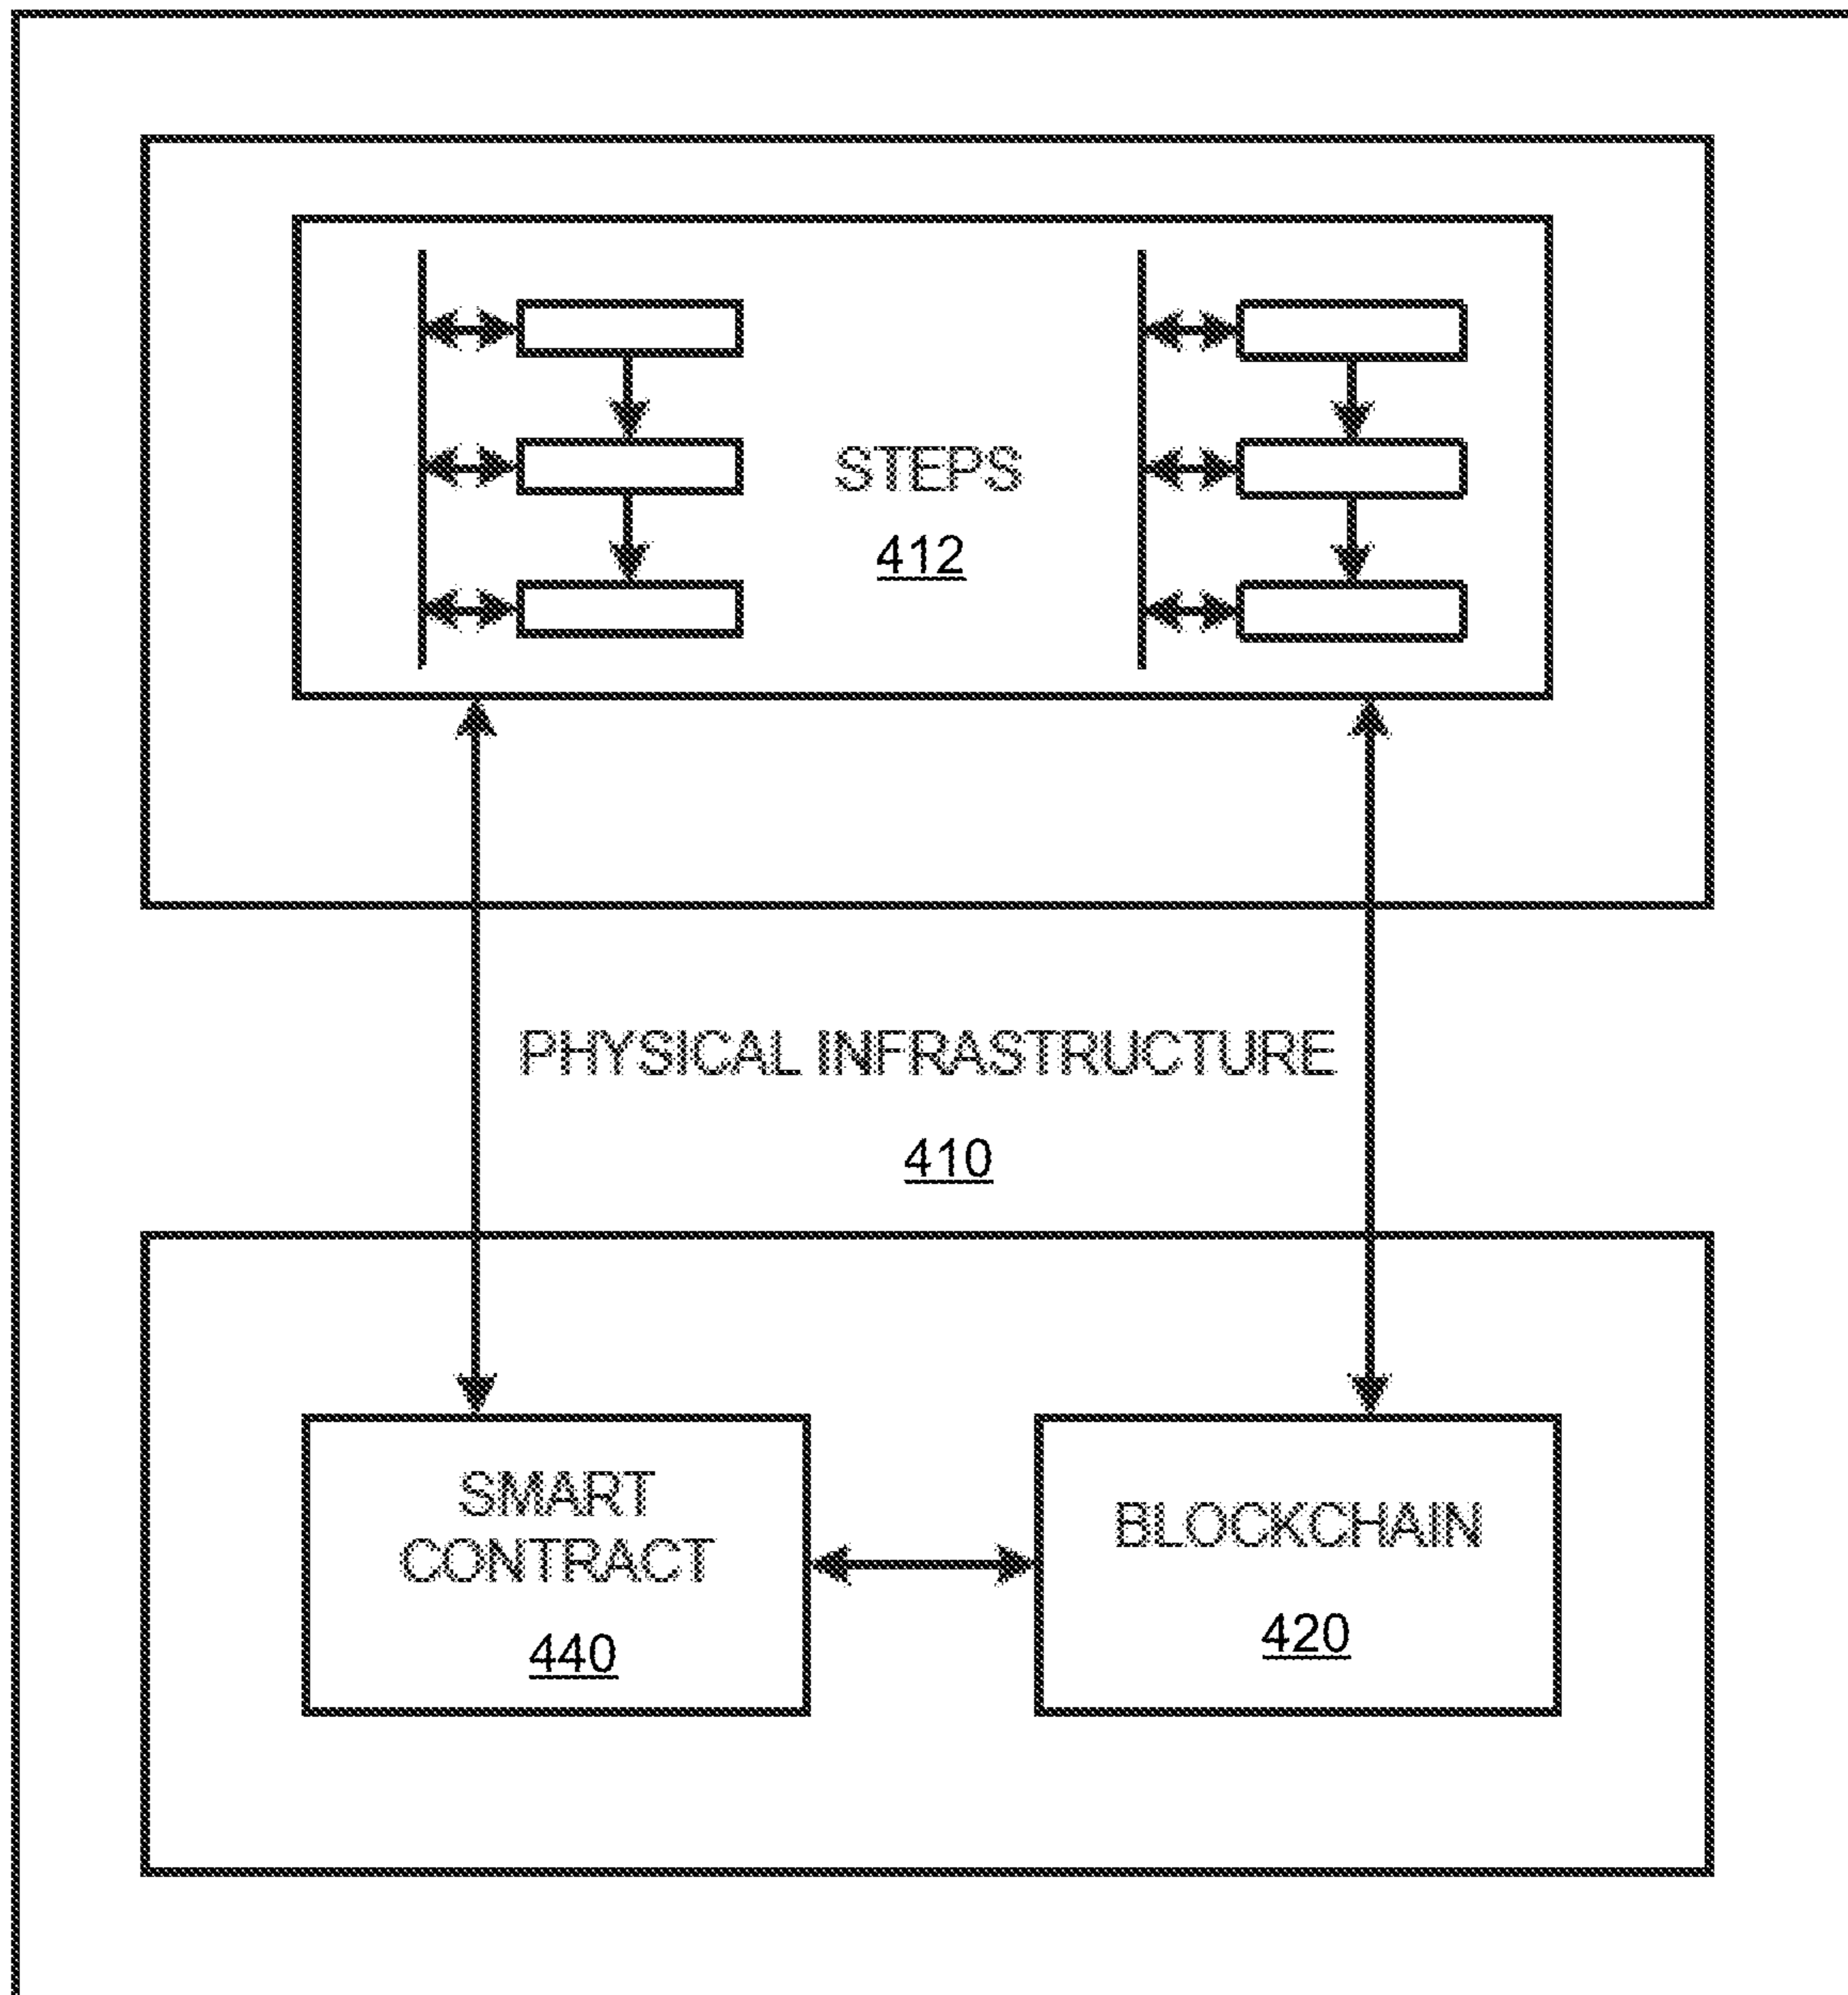 STEPS
412
PHYSICAL INFRASTRUCTURE
410
SMART
CONTRACT
440
BLOCKCHAIN
420